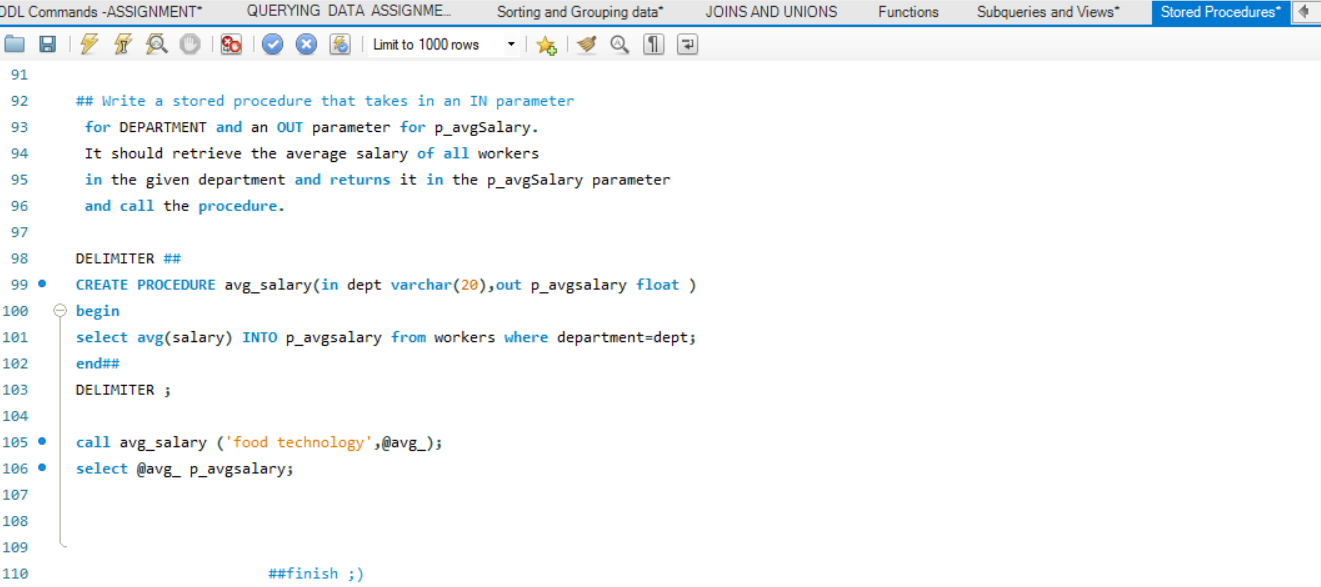 DDL Commands -ASSIGNMENT* QUERYING DATA ASSIGNME... Sorting and Grouping data* JOINS AND UNIONS Functions Subqueries and Views* Stored Procedures*
Limit to 1000 rows
91
92 ## Write a stored procedure that takes in an IN parameter
93 for DEPARTMENT and an OUT parameter for p_avgSalary.
94 It should retrieve the average salary of all workers
95 in the given department and returns it in the p_avgSalary parameter
96 and call the procedure.
97
98 DELIMITER ##
99 CREATE PROCEDURE avg_salary(in dept varchar(20),out p_avgsalary float )
100 begin
101 select avg(salary) INTO p_avgsalary from workers where department=dept;
102 end##
103 DELIMITER ;
104
105 call avg_salary ('food technology',@avg_);
106 select @avg_ p_avgsalary;
107
108
109
110 ##finish ;)